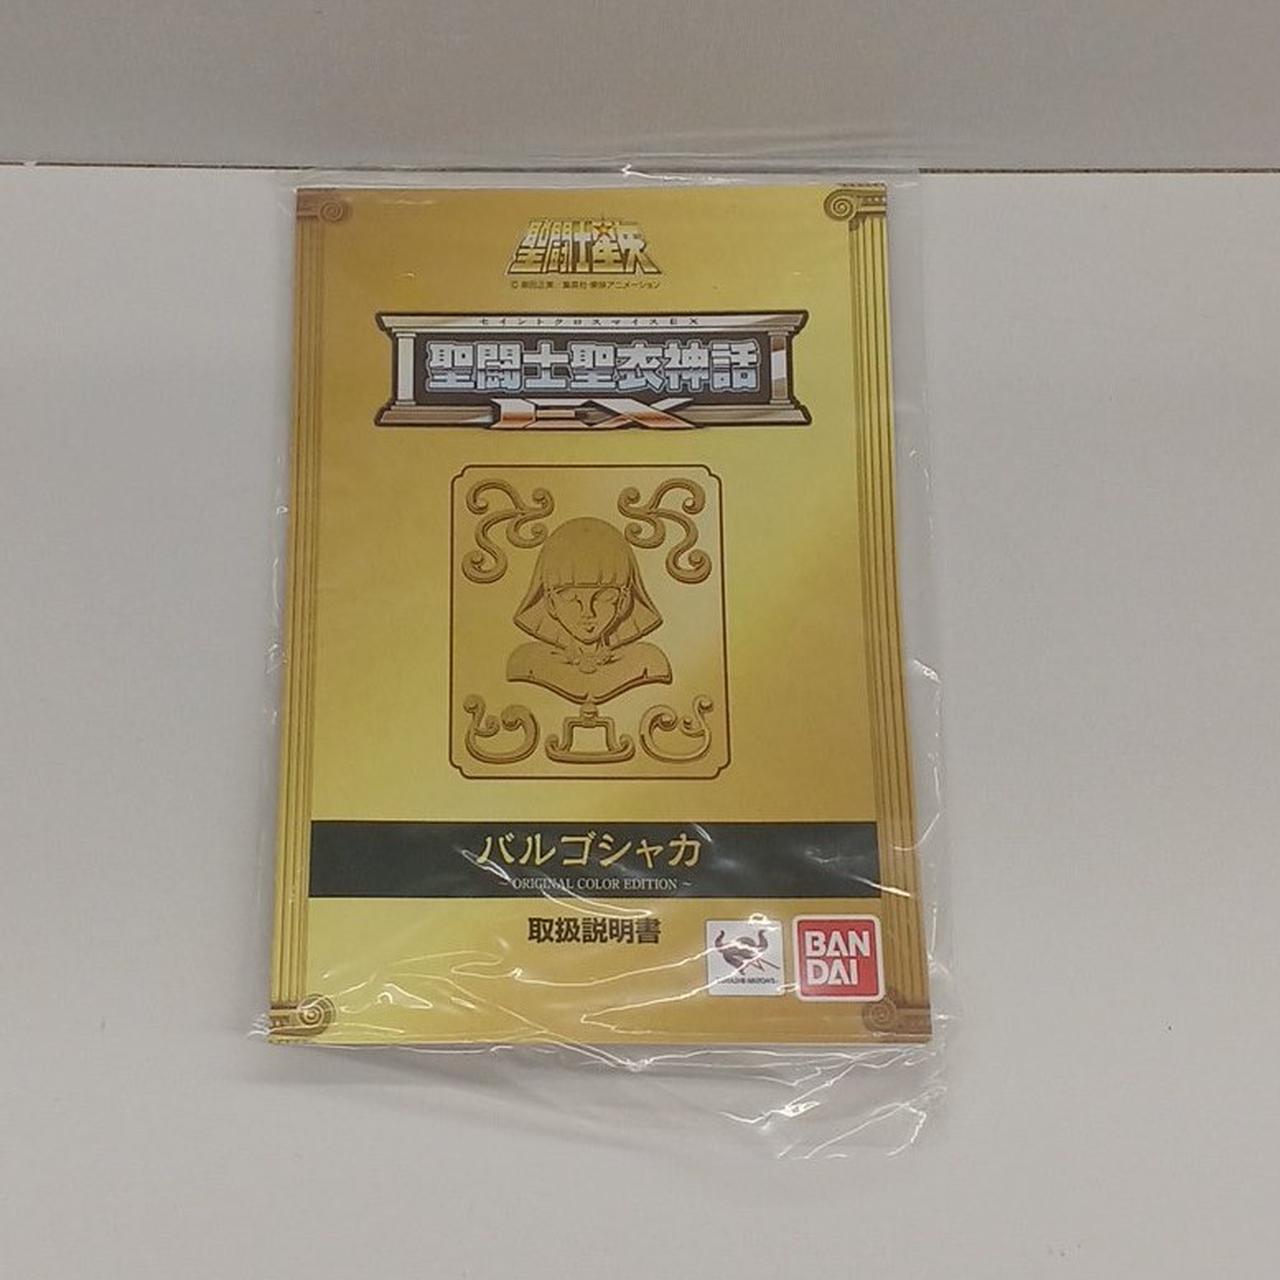 聖闘士星矢
© 車田正美／集英社・東映アニメーション
セイントクロスマイスEX
聖闘士聖衣神話
EX
バルゴシャカ
～ORIGINAL COLOR EDITION～
取扱説明書
TAMASHII NATIONS
BAN
DAI